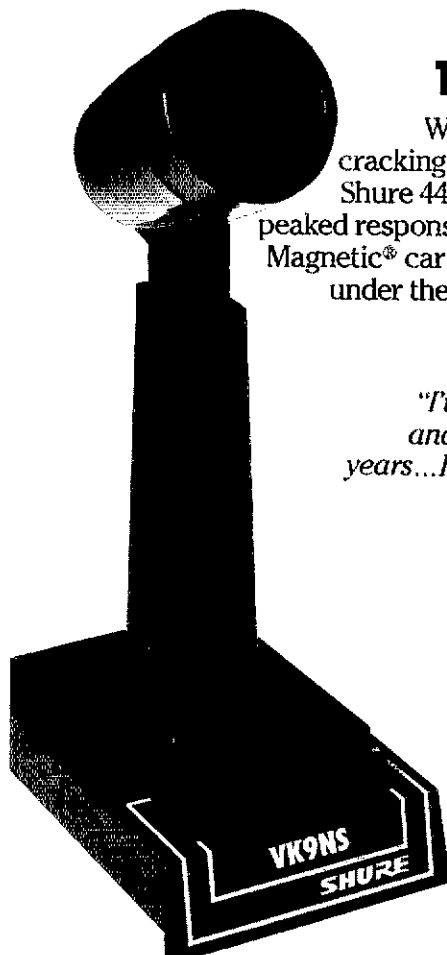 W
cracking
Shure 44
peaked respons
Magnetic® car
under the
"I'
and
years...I
VK9NS
SHURE